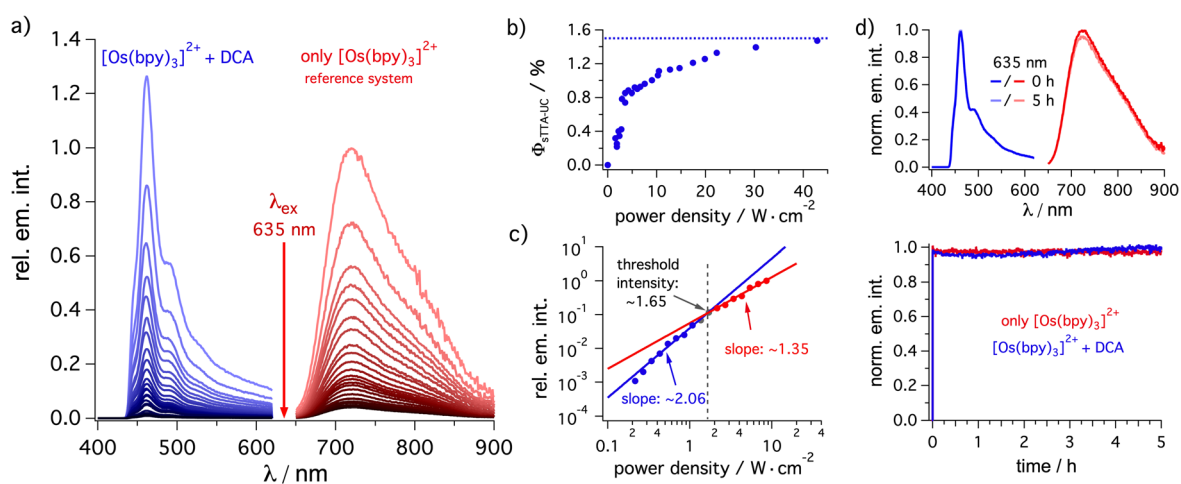 a)
[Os(bpy)₃]²⁺ + DCA
only [Os(bpy)₃]²⁺
reference system
λex
635 nm
rel. em. int.
1.4
1.2
1.0
0.8
0.6
0.4
0.2
0.0
400 500 600 700 800 900
λ / nm
b)
ΦsTTA-UC / %
1.6
1.2
0.8
0.4
0.0
0 10 20 30 40
power density / W·cm⁻²
c)
rel. em. int.
10¹
10⁰
10⁻¹
10⁻²
10⁻³
10⁻⁴
threshold
intensity:
~1.65
slope: ~1.35
slope: ~2.06
0.1 2 4 1 2 4 10 2 4
power density / W·cm⁻²
d)
norm. em. int.
1.0
0.8
0.6
0.4
0.2
0.0
635 nm
/ 0 h
/ 5 h
400 500 600 700 800 900
λ / nm
norm. em. int.
1.0
0.8
0.6
0.4
0.2
0.0
only [Os(bpy)₃]²⁺
[Os(bpy)₃]²⁺ + DCA
0 1 2 3 4 5
time / h